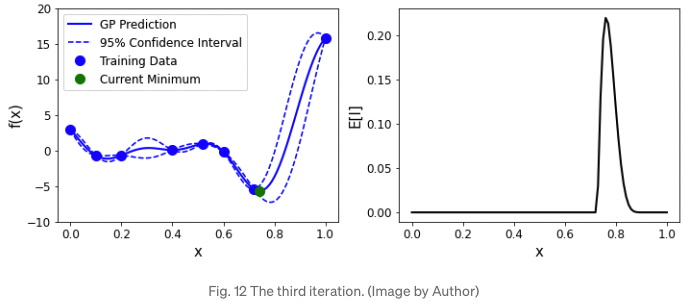 20
15
10
5
0
−5
−10
f(x)
GP Prediction
95% Confidence Interval
Training Data
Current Minimum
0.0 0.2 0.4 0.6 0.8 1.0
x
0.20
0.15
0.10
0.05
0.00
E[I]
0.0 0.2 0.4 0.6 0.8 1.0
x
Fig. 12 The third iteration. (Image by Author)